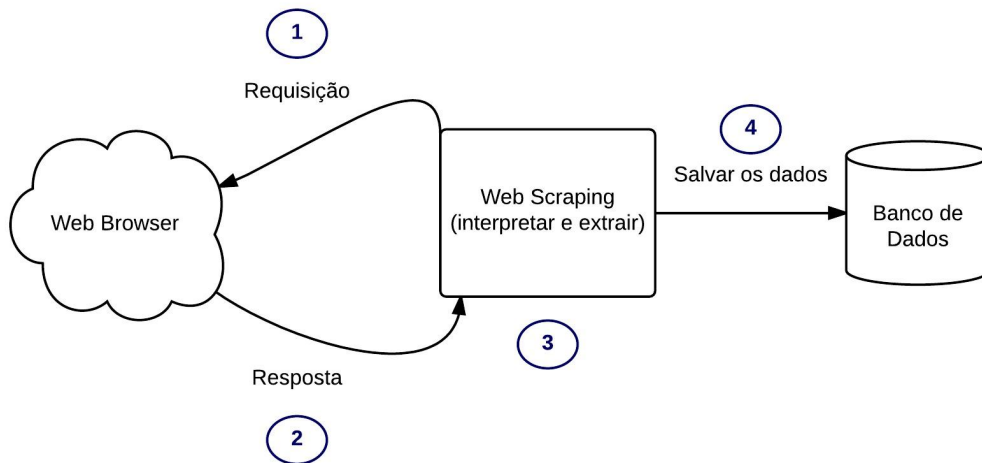 1
Requisição
Web Browser
Resposta
2
Web Scraping
(interpretar e extrair)
3
4
Salvar os dados
Banco de
Dados